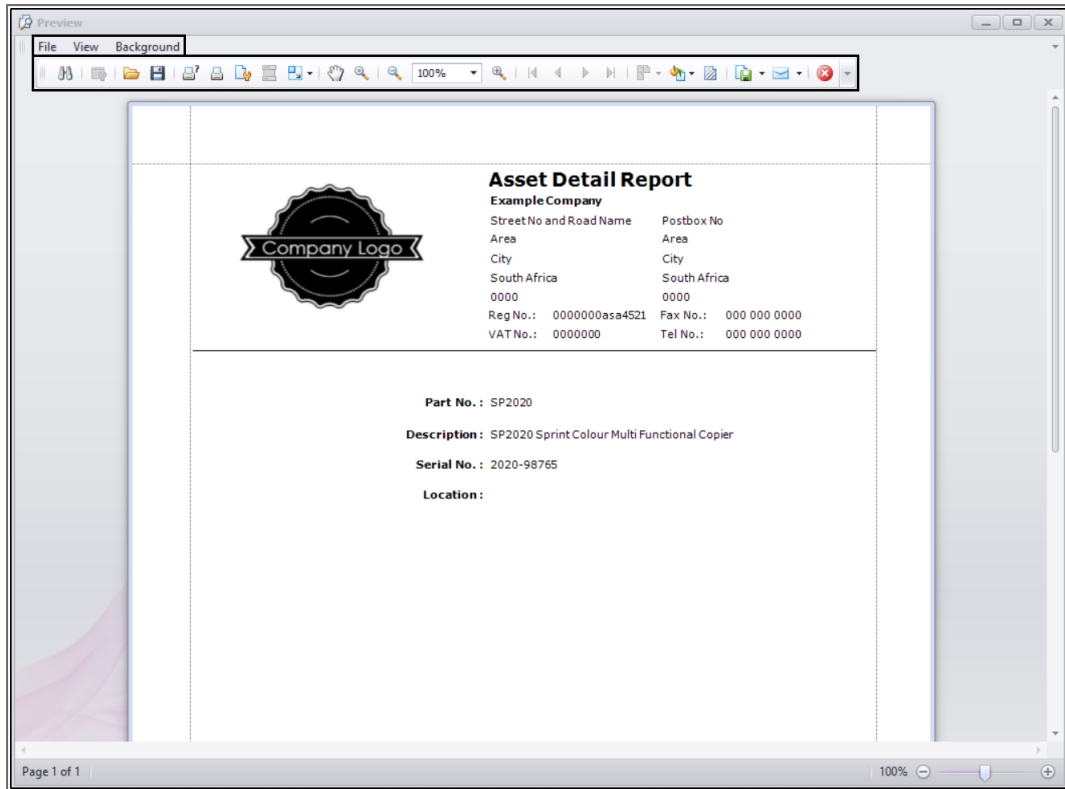 Preview
File View Background
100%
Asset Detail Report
Example Company
Street No and Road Name Postbox No
Area Area
City City
South Africa South Africa
0000 0000
Reg No.: 0000000asa4521 Fax No.: 000 000 0000
VAT No.: 0000000 Tel No.: 000 000 0000
Company Logo
Part No. : SP2020
Description : SP2020 Sprint Colour Multi Functional Copier
Serial No. : 2020-98765
Location :
Page 1 of 1 100%